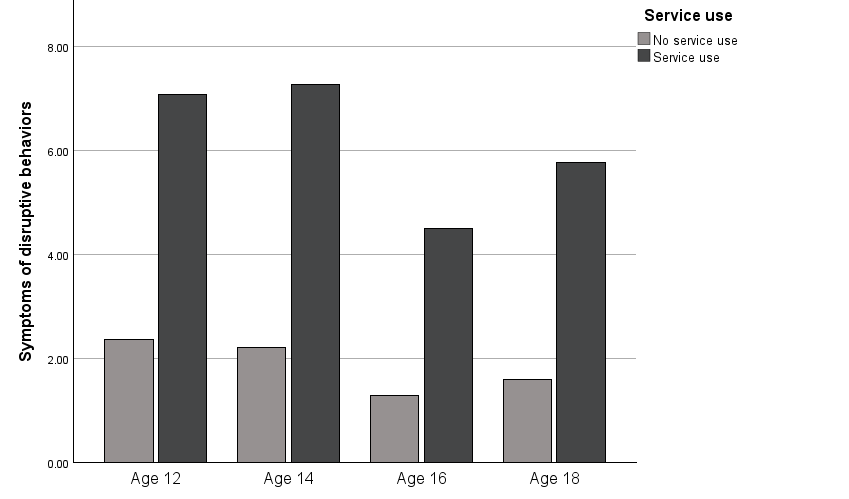 Service use
No service use
Service use
Symptoms of disruptive behaviors
8.00
6.00
4.00
2.00
0.00
Age 12
Age 14
Age 16
Age 18